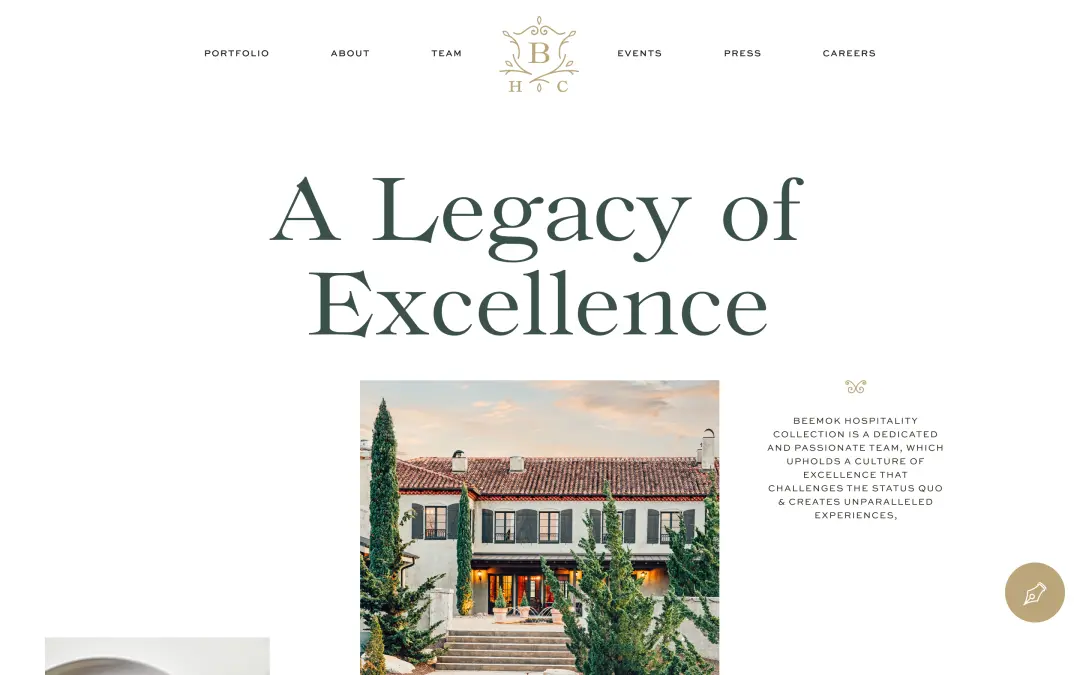 PORTFOLIO ABOUT TEAM EVENTS PRESS CAREERS
B
H C
A Legacy of
Excellence
BEEMOK HOSPITALITY
COLLECTION IS A DEDICATED
AND PASSIONATE TEAM, WHICH
UPHOLDS A CULTURE OF
EXCELLENCE THAT
CHALLENGES THE STATUS QUO
& CREATES UNPARALLELED
EXPERIENCES,